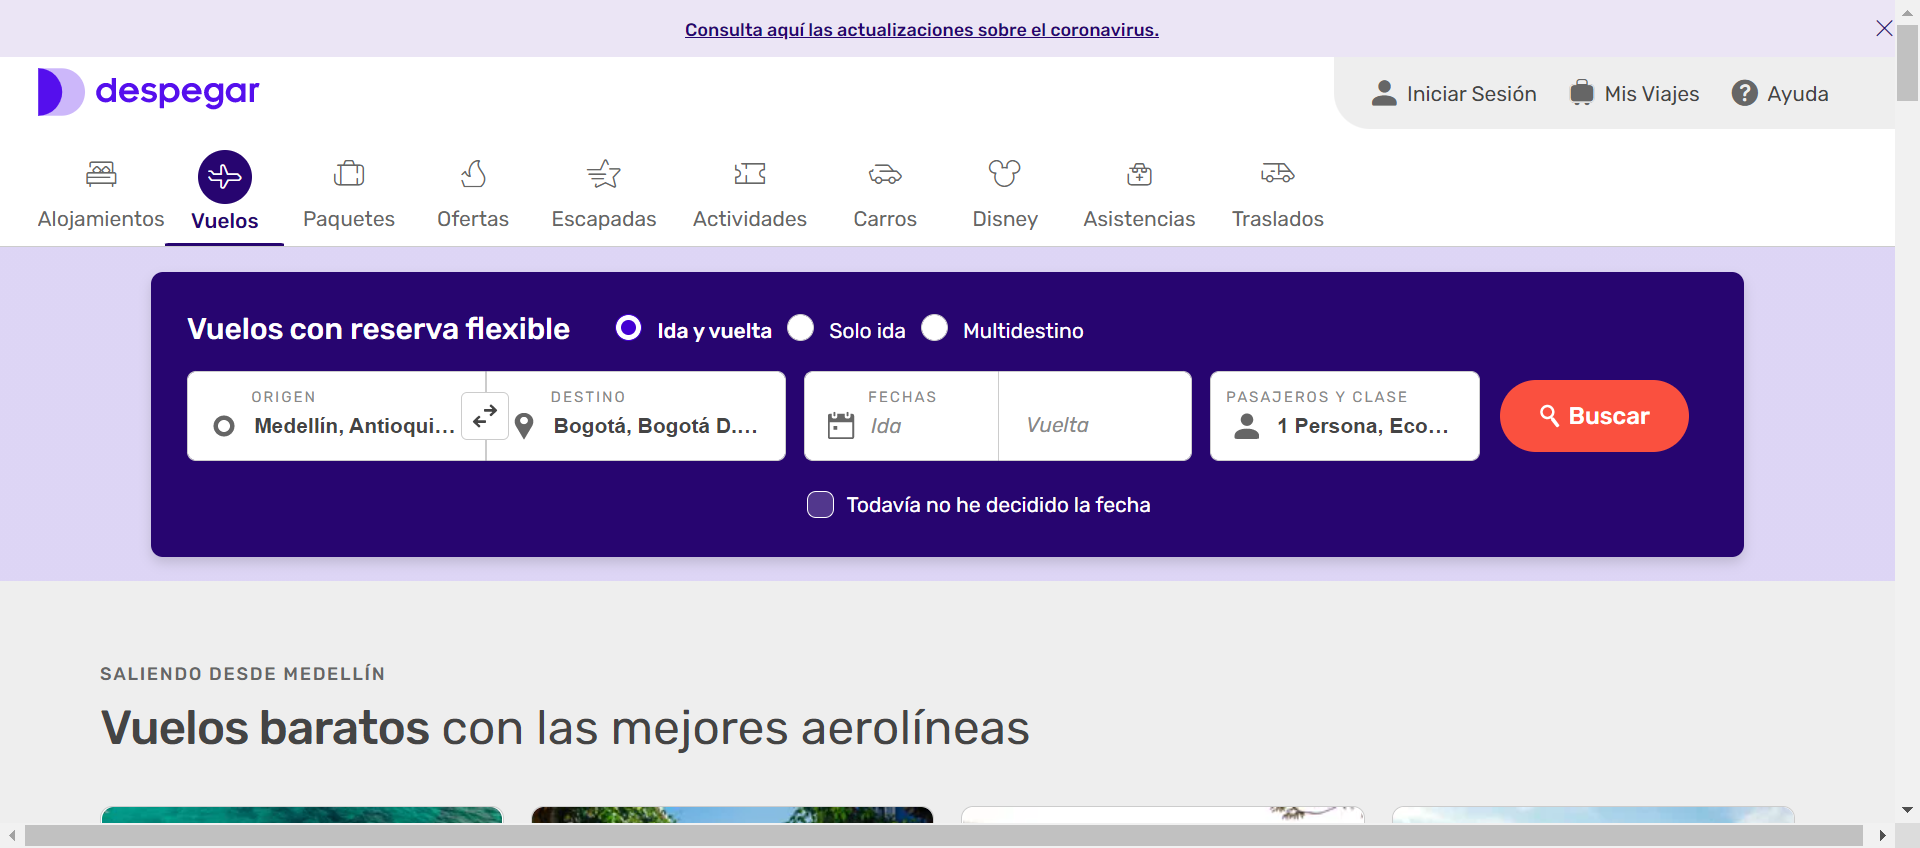 Consulta aquí las actualizaciones sobre el coronavirus.
despegar
Iniciar Sesión
Mis Viajes
Ayuda
Alojamientos
Vuelos
Paquetes
Ofertas
Escapadas
Actividades
Carros
Disney
Asistencias
Traslados
Vuelos con reserva flexible
Ida y vuelta
Solo ida
Multidestino
ORIGEN
Medellín, Antioqui...
DESTINO
Bogotá, Bogotá D....
FECHAS
Ida
Vuelta
PASAJEROS Y CLASE
1 Persona, Eco...
Buscar
Todavía no he decidido la fecha
SALIENDO DESDE MEDELLÍN
Vuelos baratos con las mejores aerolíneas